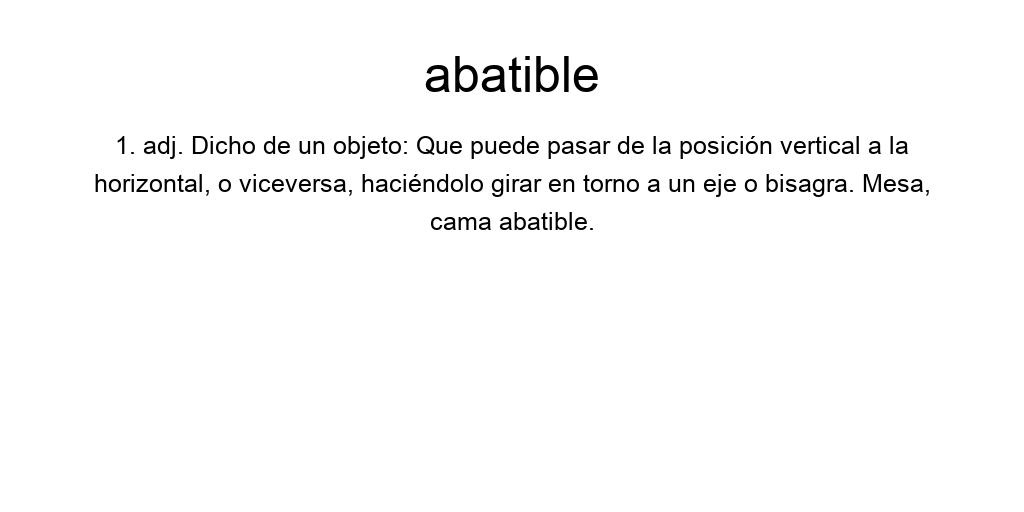 abatible
1. adj. Dicho de un objeto: Que puede pasar de la posición vertical a la
horizontal, o viceversa, haciéndolo girar en torno a un eje o bisagra. Mesa,
cama abatible.